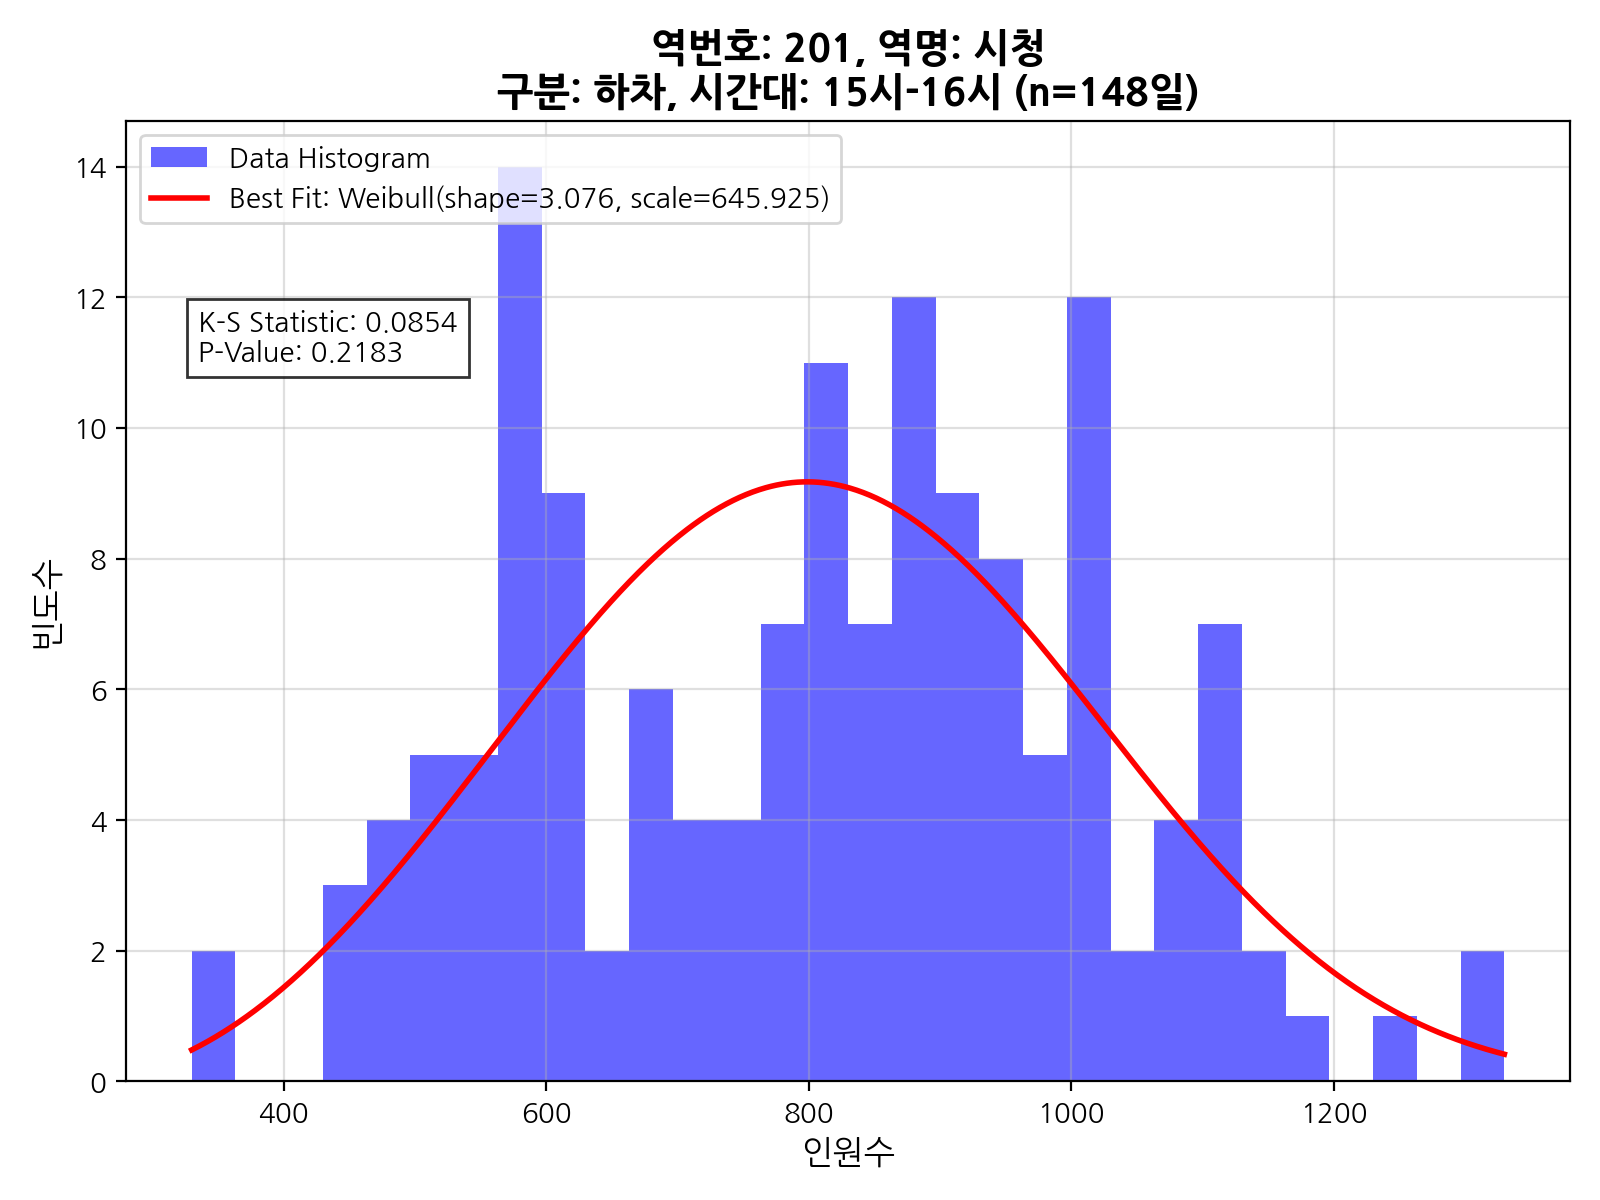 역번호: 201, 역명: 시청
구분: 하차, 시간대: 15시-16시 (n=148일)
Data Histogram
Best Fit: Weibull(shape=3.076, scale=645.925)
K-S Statistic: 0.0854
P-Value: 0.2183
빈도수
14
12
10
8
6
4
2
0
400 600 800 1000 1200
인원수